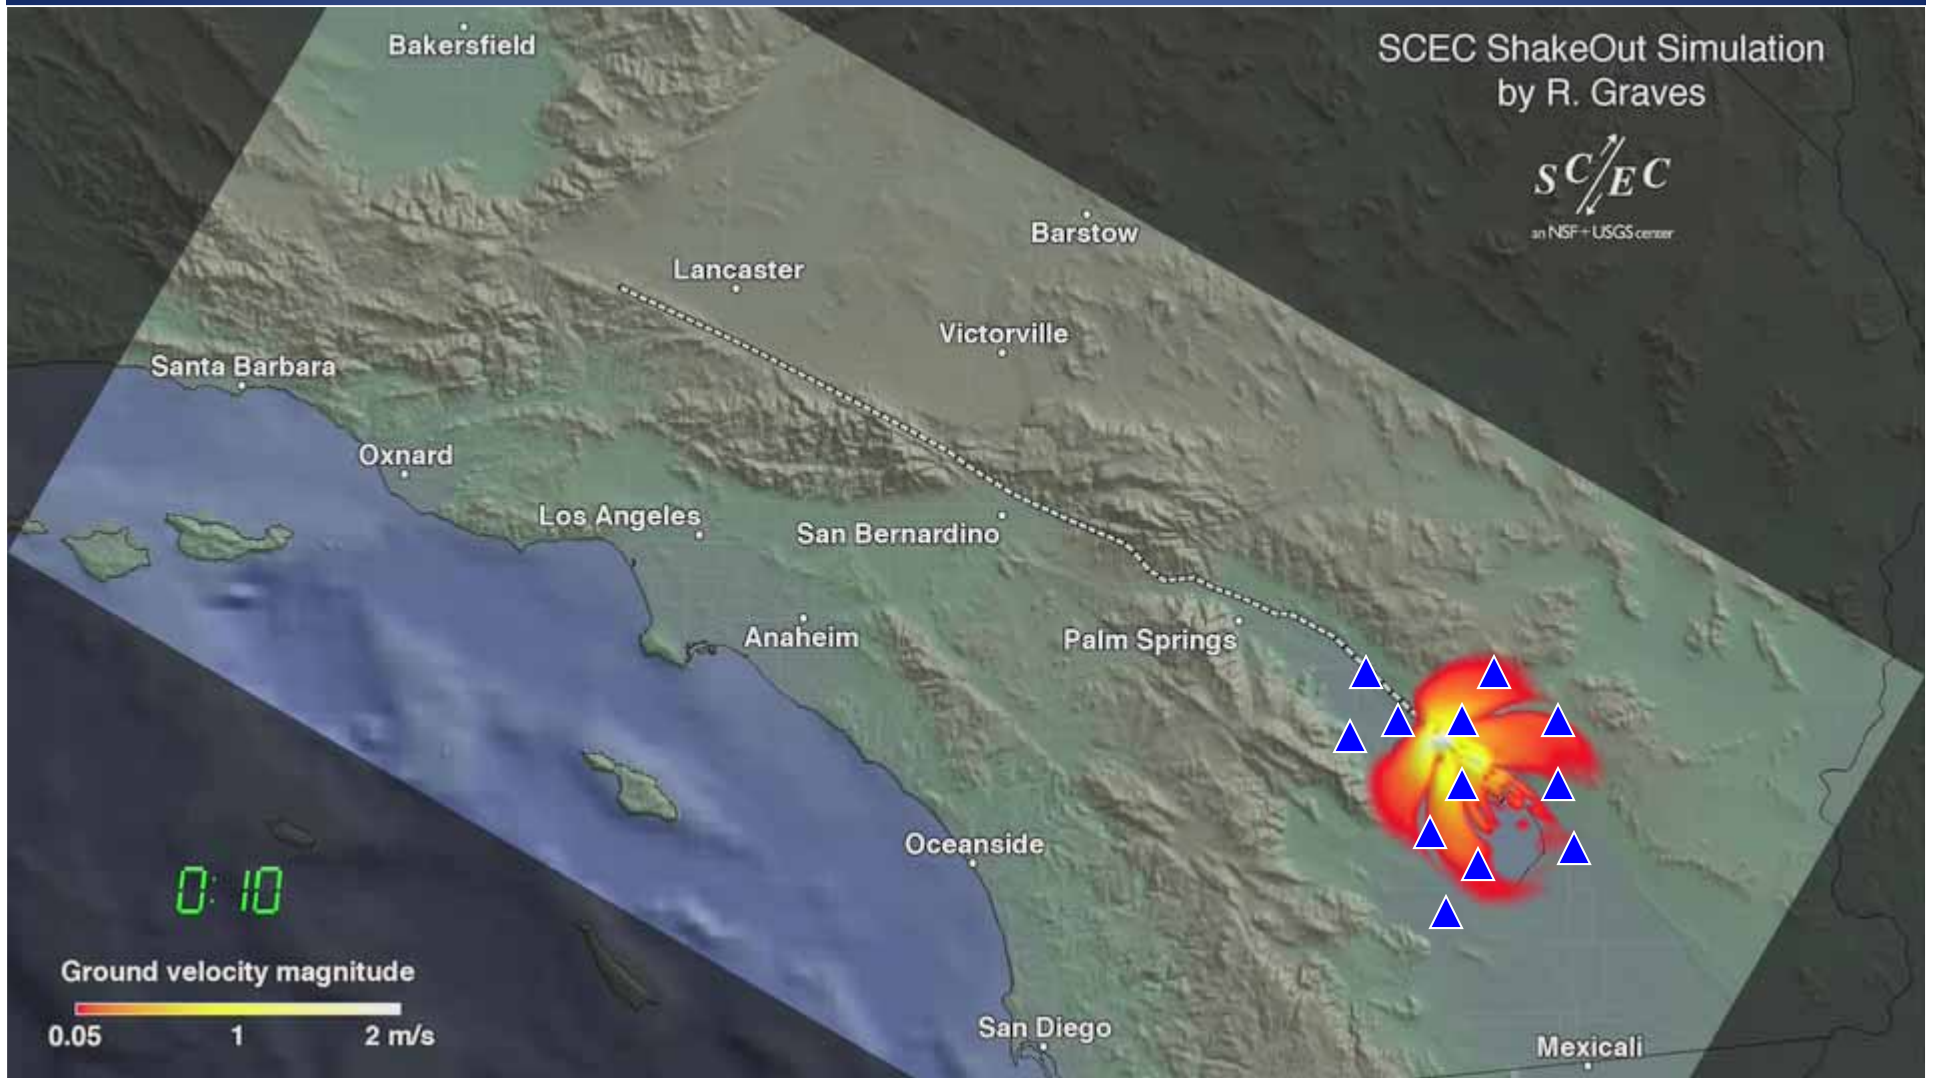 Bakersfield
SCEC ShakeOut Simulation
by R. Graves
S C E C
an NSF+USGS center
Barstow
Lancaster
Victorville
Santa Barbara
Oxnard
Los Angeles
San Bernardino
Anaheim
Palm Springs
Oceanside
0:10
Ground velocity magnitude
0.05 1 2 m/s
San Diego
Mexicali